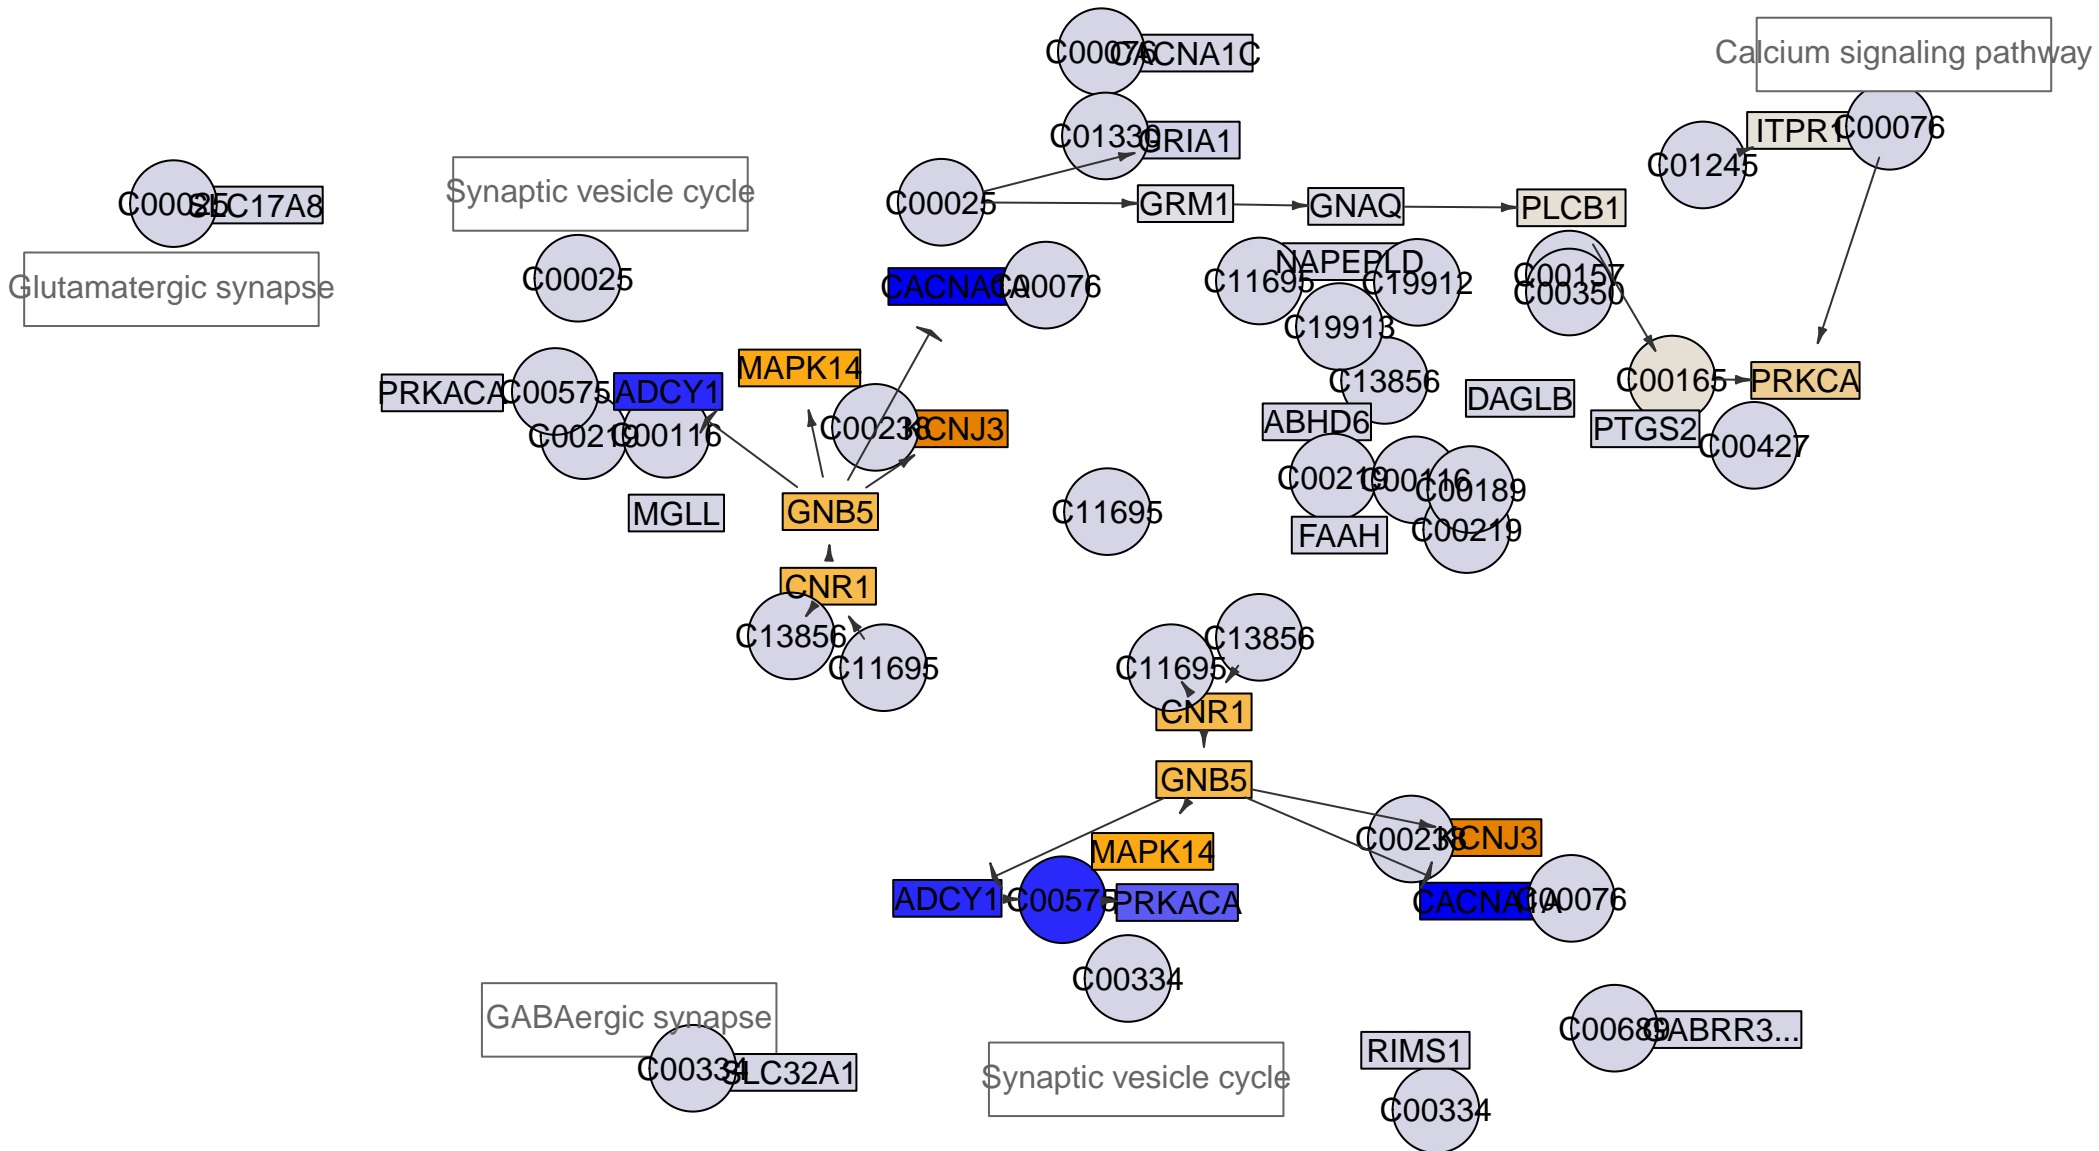 C00076
CACNA1C
Calcium signaling pathway
C01330
GRIA1
ITPR1
C00076
C01245
Synaptic vesicle cycle
C00025
SLC17A8
C00025
GRM1
GNAQ
PLCB1
Glutamatergic synapse
C00025
CACNA1A
C00076
C11695
NAPEPLD
C19912
C00157
C00350
C19913
MAPK14
PRKACA
C00575
ADCY1
C13856
DAGLB
C00165
PRKCA
C00219
C00116
C00238
KCNJ3
ABHD6
PTGS2
C00427
MGLL
GNB5
C11695
C00219
C00116
C00189
C00219
FAAH
CNR1
C13856
C11695
C11695
C13856
CNR1
GNB5
MAPK14
C00238
KCNJ3
ADCY1
C00575
PRKACA
CACNA1A
C00076
C00334
GABAergic synapse
C00334
SLC32A1
Synaptic vesicle cycle
RIMS1
C00334
C00689
GABRR3...